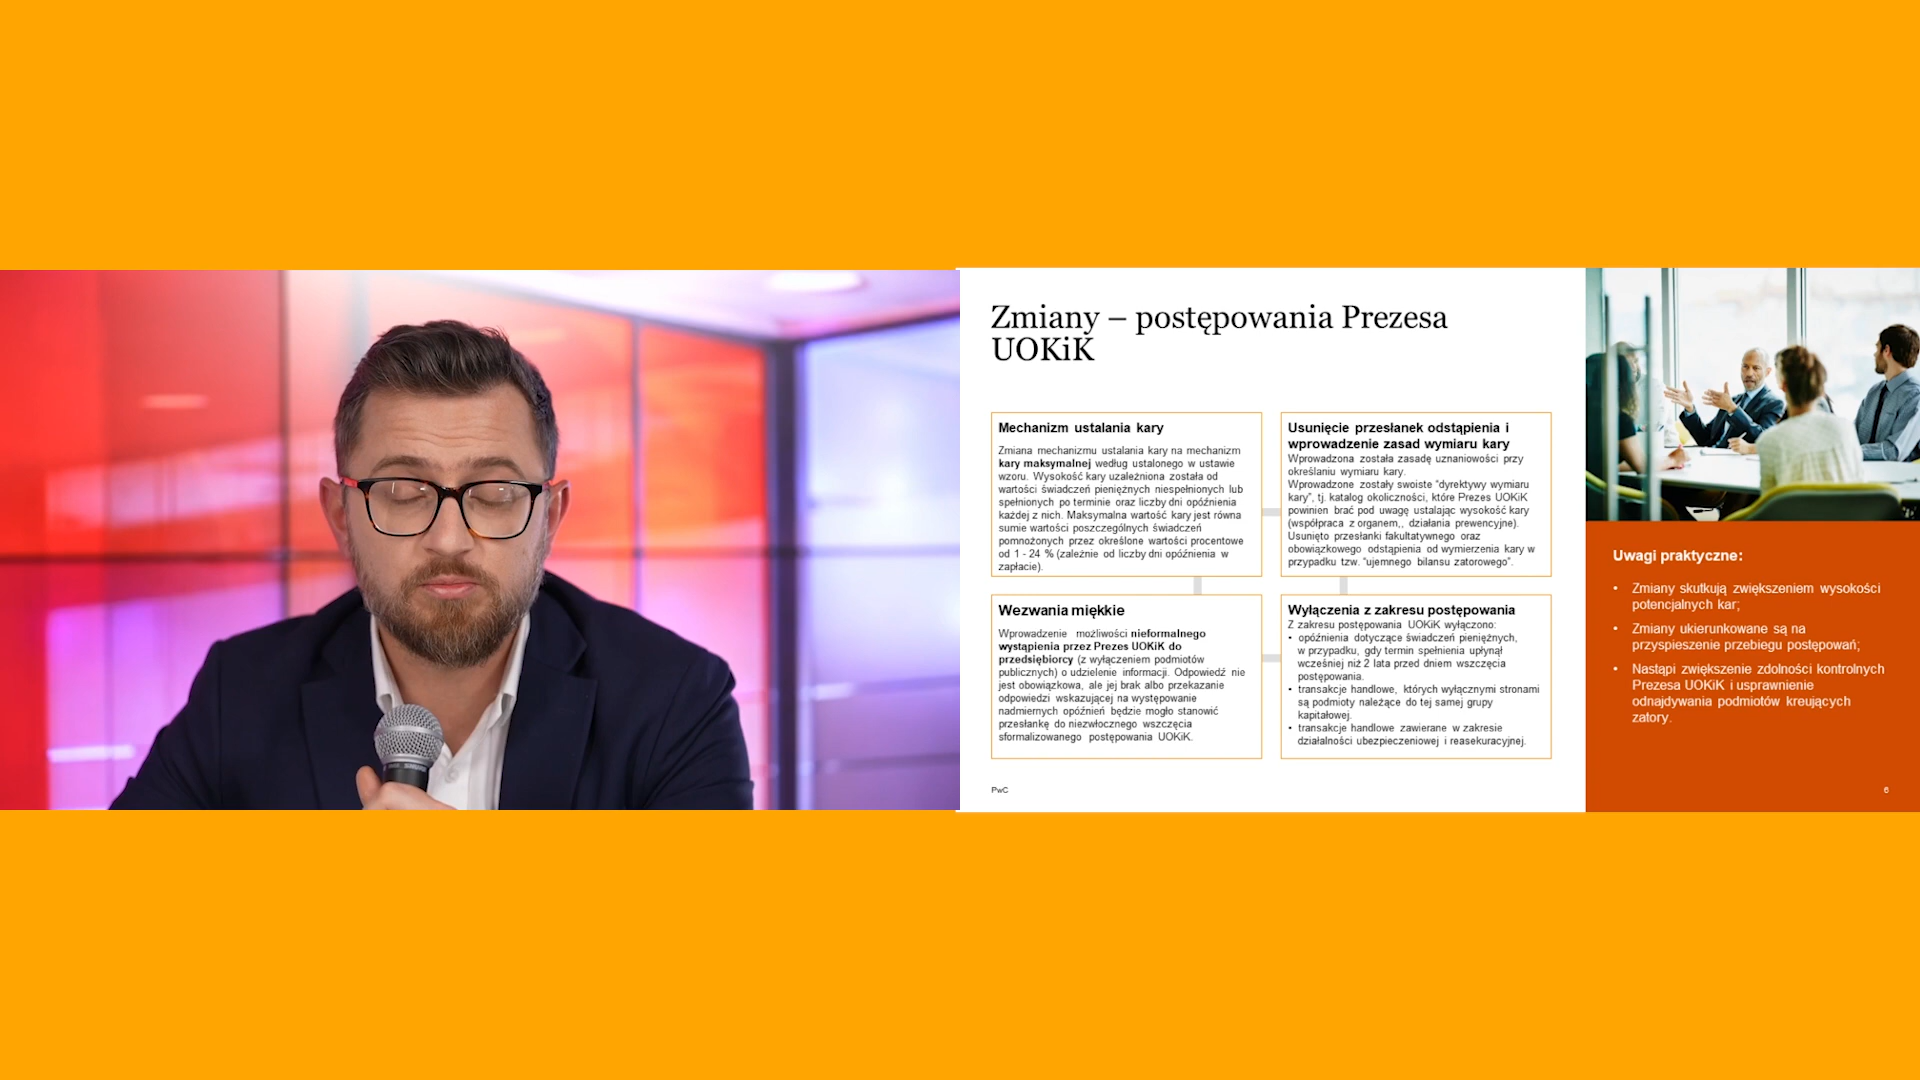 Zmiany – postępowania Prezesa
UOKiK
Mechanizm ustalania kary
Zmiana mechanizmu ustalania kary na mechanizm
kary maksymalnej według ustalonego w ustawie
wzoru. Wysokość kary uzależniona została od
wartości świadczeń pieniężnych niespełnionych lub
spełnionych po terminie oraz liczby dni opóźnienia
każdej z nich. Maksymalna wartość kary jest równa
sumie wartości poszczególnych świadczeń
pomnożonych przez określone wartości procentowe
od 1 - 24 % (zależnie od liczby dni opóźnienia w
zapłacie).
Usunięcie przesłanek odstąpienia i
wprowadzenie zasad wymiaru kary
Wprowadzona została zasadę uznaniowości przy
określaniu wymiaru kary.
Wprowadzone zostały swoiste "dyrektywy wymiaru
kary", tj. katalog okoliczności, które Prezes UOKiK
powinien brać pod uwagę ustalając wysokość kary
(współpraca z organem,, działania prewencyjne).
Usunięto przesłanki fakultatywnego oraz
obowiązkowego odstąpienia od wymierzenia kary w
przypadku tzw. "ujemnego bilansu zatorowego".
Wezwania miękkie
Wprowadzenie możliwości nieformalnego
wystąpienia przez Prezes UOKiK do
przedsiębiorcy (z wyłączeniem podmiotów
publicznych) o udzielenie informacji. Odpowiedź nie
jest obowiązkowa, ale jej brak albo przekazanie
odpowiedzi wskazującej na występowanie
nadmiernych opóźnień będzie mogło stanowić
przesłankę do niezwłocznego wszczęcia
sformalizowanego postępowania UOKiK.
Wyłączenia z zakresu postępowania
Z zakresu postępowania UOKiK wyłączono:
• opóźnienia dotyczące świadczeń pieniężnych,
w przypadku, gdy termin spełnienia upłynął
wcześniej niż 2 lata przed dniem wszczęcia
postępowania.
• transakcje handlowe, których wyłącznymi stronami
są podmioty należące do tej samej grupy
kapitałowej.
• transakcje handlowe zawierane w zakresie
działalności ubezpieczeniowej i reasekuracyjnej.
Uwagi praktyczne:
• Zmiany skutkują zwiększeniem wysokości
potencjalnych kar;
• Zmiany ukierunkowane są na
przyspieszenie przebiegu postępowań;
• Nastąpi zwiększenie zdolności kontrolnych
Prezesa UOKiK i usprawnienie
odnajdywania podmiotów kreujących
zatory.
PwC
6